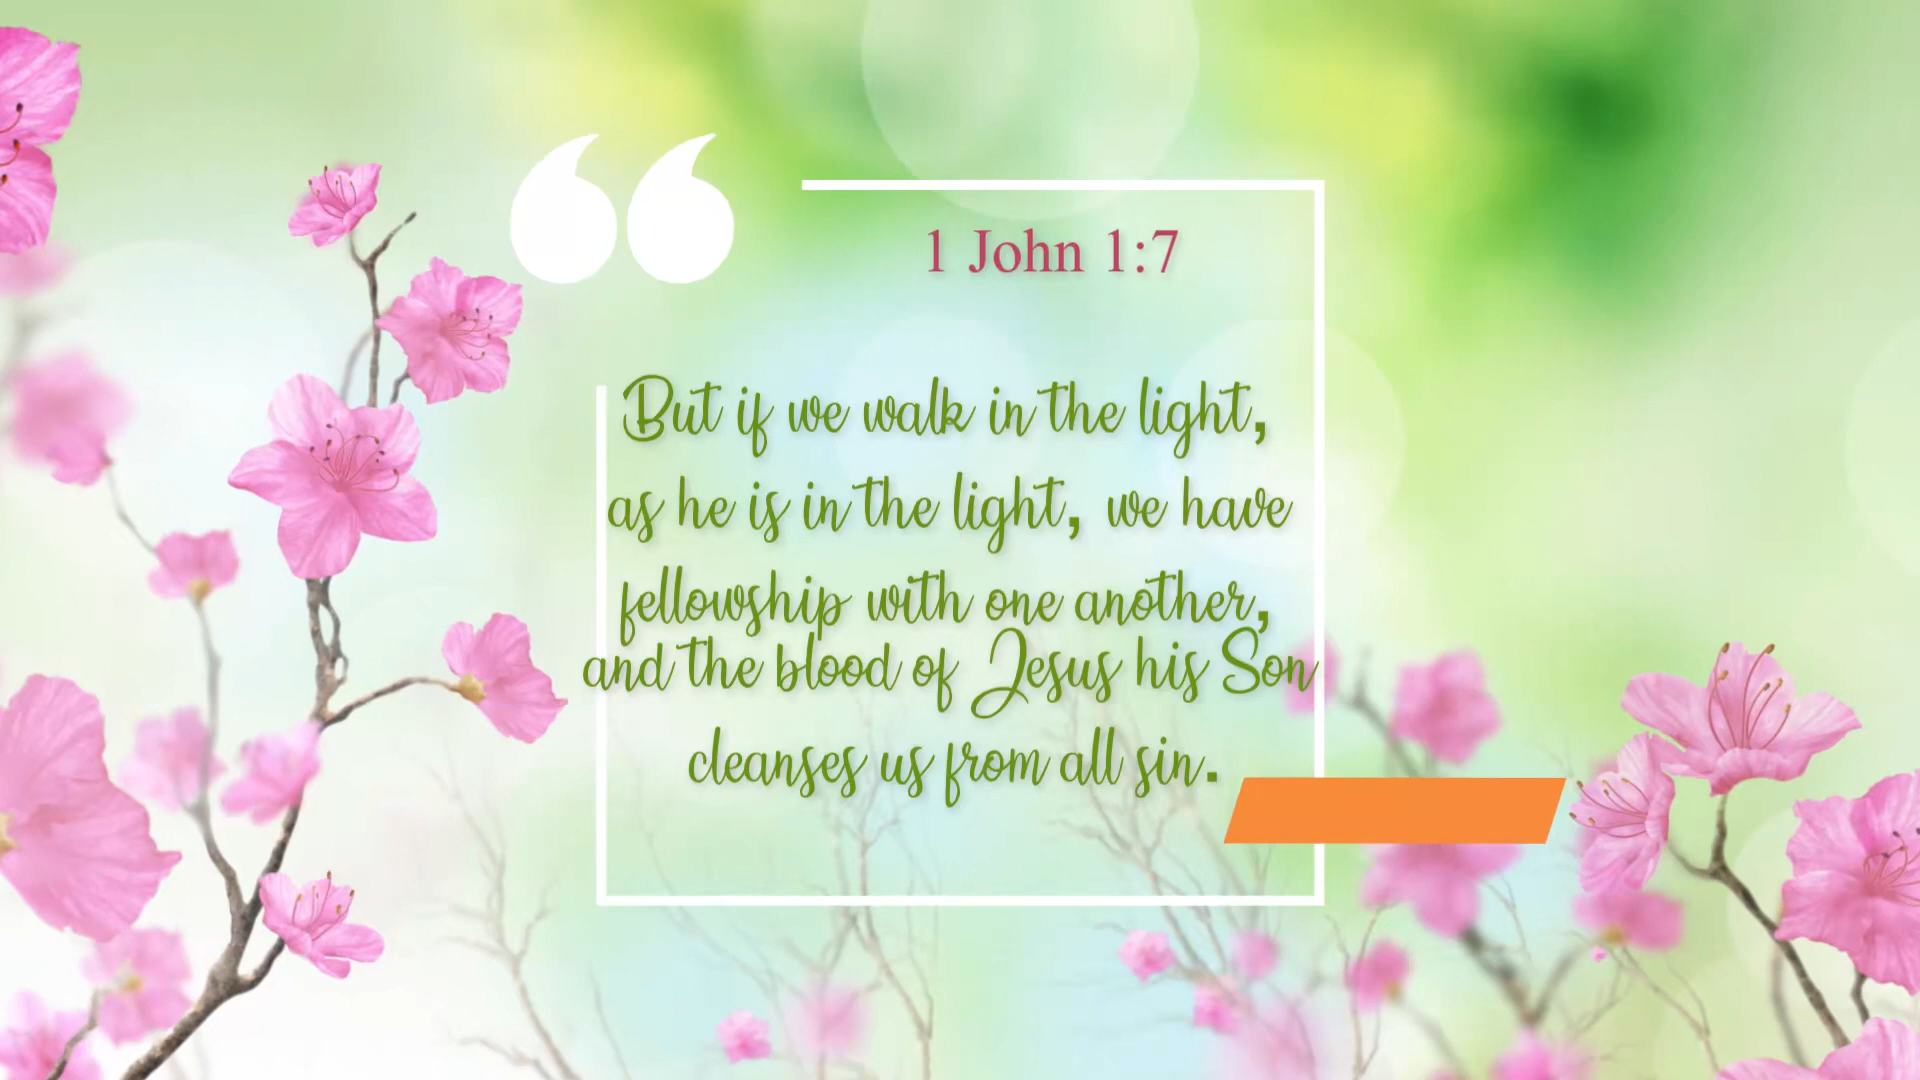 1 John 1:7
But if we walk in the light,
as he is in the light, we have
fellowship with one another,
and the blood of Jesus his Son
cleanses us from all sin.